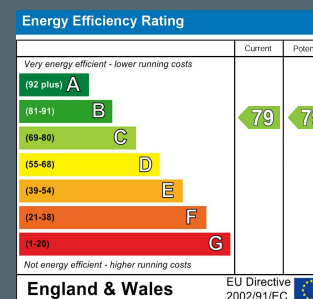 Energy Efficiency Rating
Current
Very energy efficient - lower running costs
(92 plus) A
(81-91) B
(69-80) C
(55-68) D
(39-54) E
(21-38) F
(1-20) G
79
Not energy efficient - higher running costs
England & Wales
EU Directive
2002/91/EC